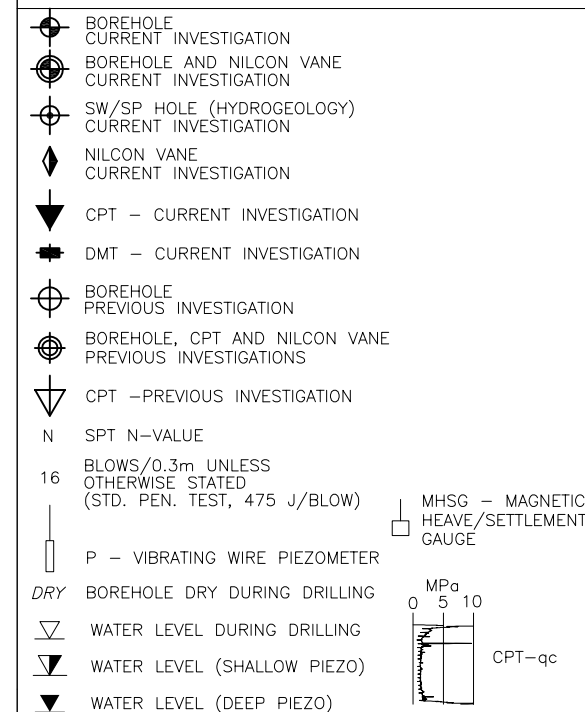 BOREHOLE
CURRENT INVESTIGATION
BOREHOLE AND NILCON VANE
CURRENT INVESTIGATION
SW/SP HOLE (HYDROGEOLOGY)
CURRENT INVESTIGATION
NILCON VANE
CURRENT INVESTIGATION
CPT – CURRENT INVESTIGATION
DMT – CURRENT INVESTIGATION
BOREHOLE
PREVIOUS INVESTIGATION
BOREHOLE, CPT AND NILCON VANE
PREVIOUS INVESTIGATIONS
CPT –PREVIOUS INVESTIGATION
N SPT N–VALUE
16 BLOWS/0.3m UNLESS
OTHERWISE STATED
(STD. PEN. TEST, 475 J/BLOW)
MHSG – MAGNETIC
HEAVE/SETTLEMENT
GAUGE
P – VIBRATING WIRE PIEZOMETER
DRY BOREHOLE DRY DURING DRILLING
WATER LEVEL DURING DRILLING
WATER LEVEL (SHALLOW PIEZO)
WATER LEVEL (DEEP PIEZO)
MPa
0 5 10
CPT–qc